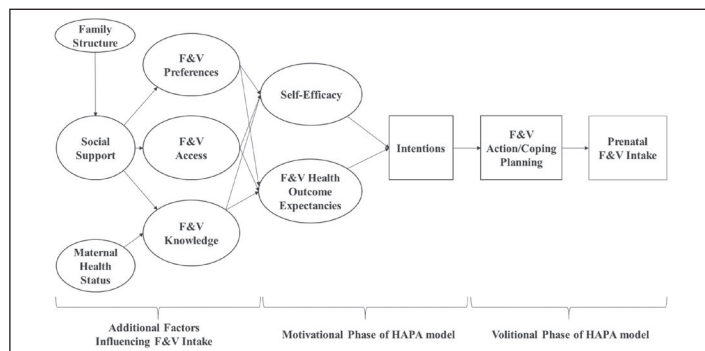 Family
Structure
F&V
Preferences
Self-Efficacy
Social
Support
F&V
Access
Intentions
F&V
Action/Coping
Planning
Prenatal
F&V Intake
F&V Health
Outcome
Expectancies
F&V
Knowledge
Maternal
Health
Status
Additional Factors
Influencing F&V Intake
Motivational Phase of HAPA model
Volitional Phase of HAPA model